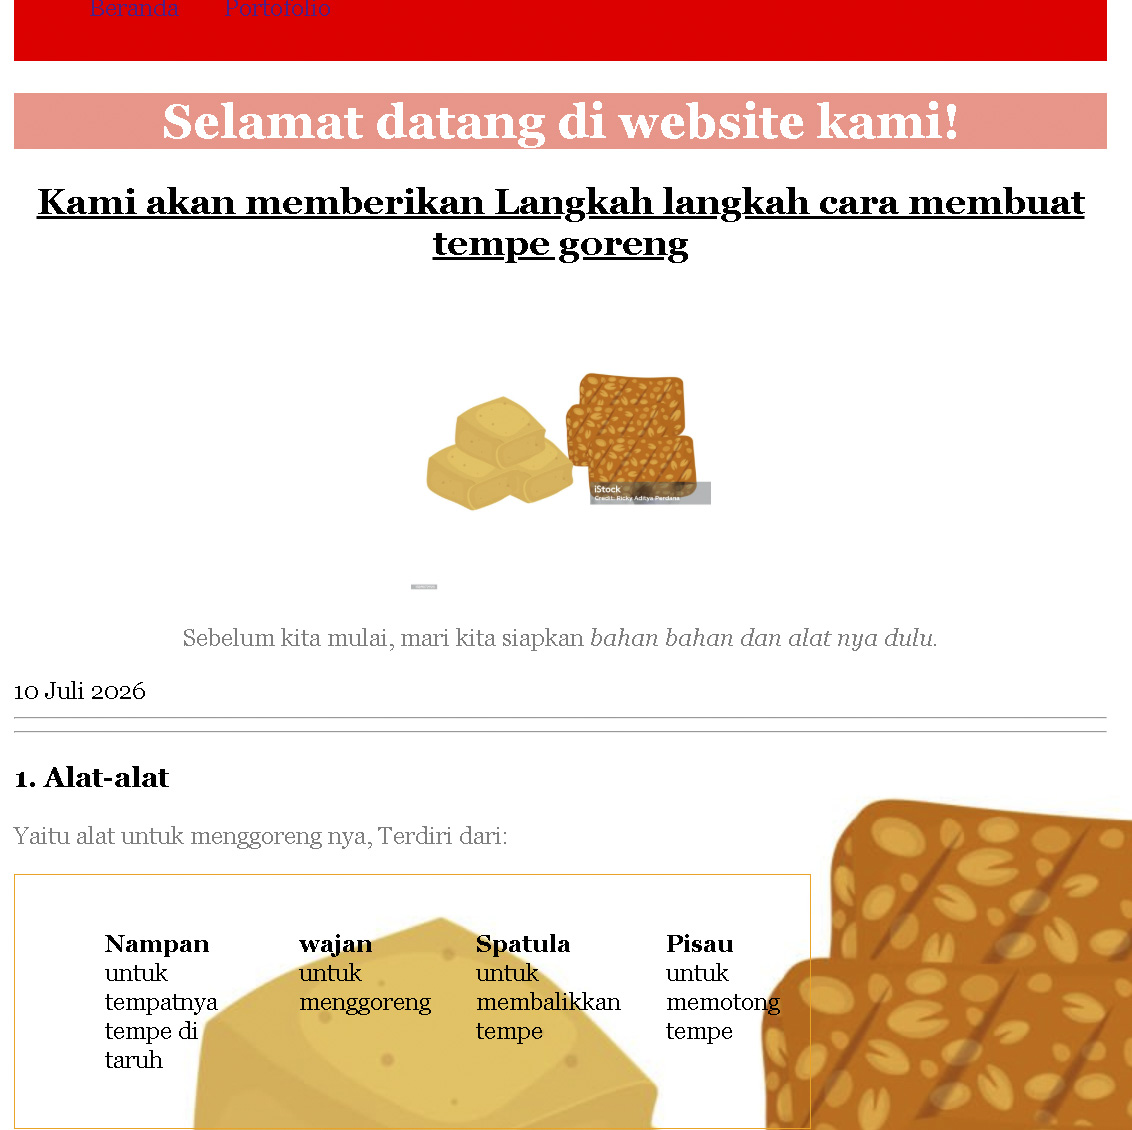 Beranda Portofolio
Selamat datang di website kami!
Kami akan memberikan Langkah langkah cara membuat
tempe goreng
iStock
Credit: Ricky Aditya Perdana
Sebelum kita mulai, mari kita siapkan bahan bahan dan alat nya dulu.
10 Juli 2026
1. Alat-alat
Yaitu alat untuk menggoreng nya, Terdiri dari:
Nampan
untuk
tempatnya
tempe di
taruh
wajan
untuk
menggoreng
Spatula
untuk
membalikkan
tempe
Pisau
untuk
memotong
tempe